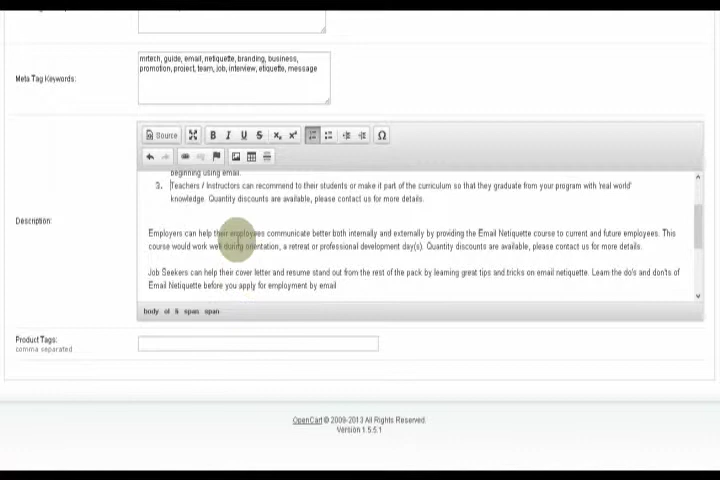 Meta Tag Keywords:
mrtech, guide, email, netiquette, branding, business,
promotion, project, team, job, interview, etiquette, message
Source
B I U S X₂ X² Ω
beginning using email.
3. Teachers / Instructors can recommend to their students or make it part of the curriculum so that they graduate from your program with 'real world'
knowledge. Quantity discounts are available, please contact us for more details.
Description:
Employers can help their employees communicate better both internally and externally by providing the Email Netiquette course to current and future employees. This
course would work well during orientation, a retreat or professional development day(s). Quantity discounts are available, please contact us for more details.
Job Seekers can help their cover letter and resume stand out from the rest of the pack by learning great tips and tricks on email netiquette. Learn the do's and don'ts of
Email Netiquette before you apply for employment by email
body ol li span span
Product Tags:
comma separated
OpenCart © 2009-2013 All Rights Reserved.
Version 1.5.5.1